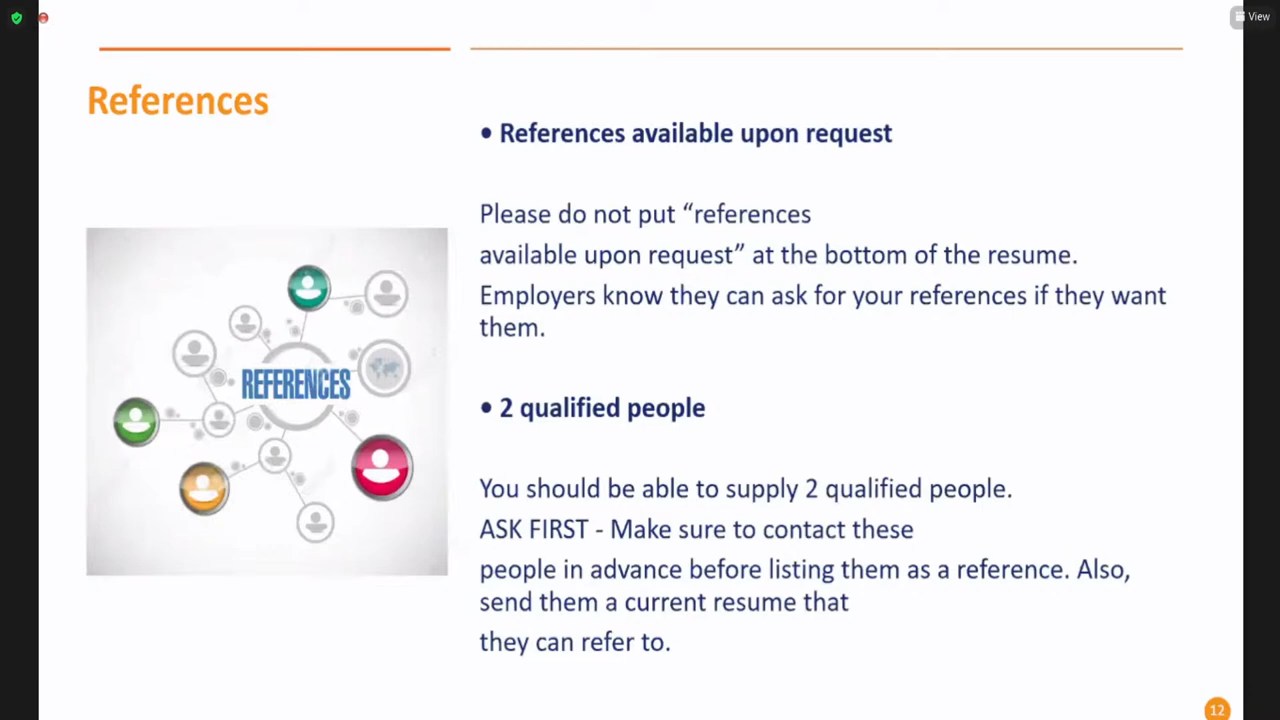 View
References
• References available upon request
Please do not put “references
available upon request” at the bottom of the resume.
Employers know they can ask for your references if they want
them.
REFERENCES
• 2 qualified people
You should be able to supply 2 qualified people.
ASK FIRST - Make sure to contact these
people in advance before listing them as a reference. Also,
send them a current resume that
they can refer to.
12